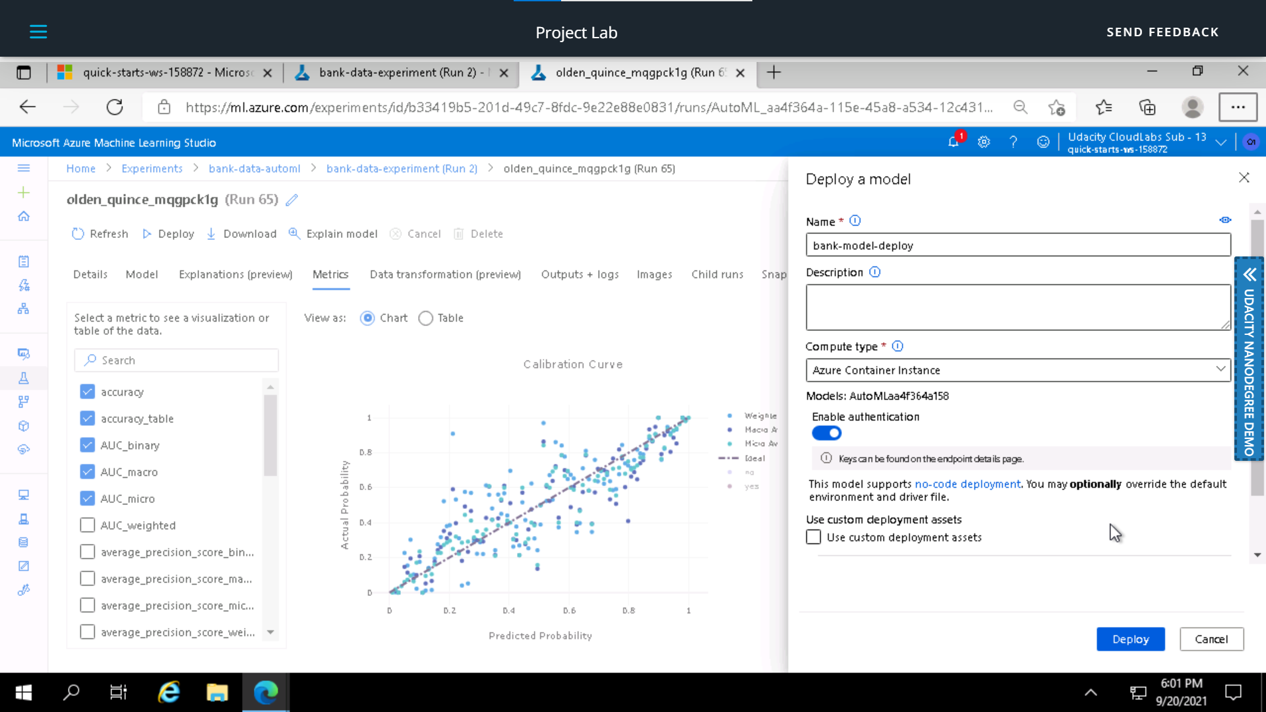 Project Lab
SEND FEEDBACK
quick-starts-ws-158872 - Microso
bank-data-experiment (Run 2) -
olden_quince_mqgpck1g (Run 6
https://ml.azure.com/experiments/id/b33419b5-201d-49c7-8fdc-9e22e88e0831/runs/AutoML_aa4f364a-115e-45a8-a534-12c431...
Microsoft Azure Machine Learning Studio
1
Udacity CloudLabs Sub - 13
quick-starts-ws-158872
Home
Experiments
bank-data-automl
bank-data-experiment (Run 2)
olden_quince_mqgpck1g (Run 65)
olden_quince_mqgpck1g (Run 65)
Refresh
Deploy
Download
Explain model
Cancel
Delete
Details
Model
Explanations (preview)
Metrics
Data transformation (preview)
Outputs + logs
Images
Child runs
Snap
Select a metric to see a visualization or
table of the data.
Search
accuracy
accuracy_table
AUC_binary
AUC_macro
AUC_micro
AUC_weighted
average_precision_score_bin...
average_precision_score_ma...
average_precision_score_mic...
average_precision_score_wei...
View as:
Chart
Table
Calibration Curve
Actual Probability
1
0.8
0.6
0.4
0.2
0
0
0.2
0.4
0.6
0.8
1
Predicted Probability
Weighte
Macro Av
Micro Av
Ideal
no
yes
Deploy a model
Name *
bank-model-deploy
Description
Compute type *
Azure Container Instance
Models: AutoMLaa4f364a158
Enable authentication
Keys can be found on the endpoint details page.
This model supports no-code deployment. You may optionally override the default
environment and driver file.
Use custom deployment assets
Use custom deployment assets
Deploy
Cancel
UDACITY NANODEGREE DEMO
6:01 PM
9/20/2021